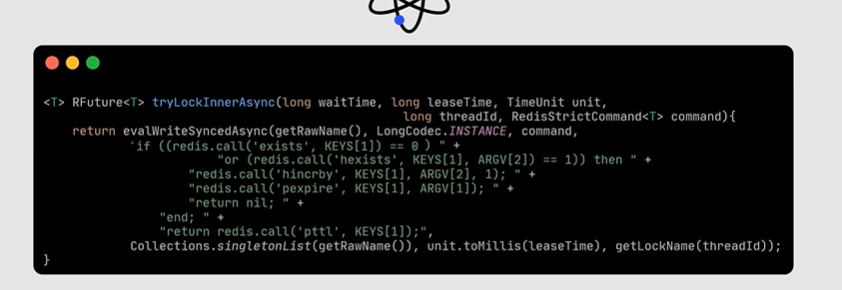 <T> RFuture<T> tryLockInnerAsync(long waitTime, long leaseTime, TimeUnit unit,
long threadId, RedisStrictCommand<T> command){
return evalWriteSyncedAsync(getRawName(), LongCodec.INSTANCE, command,
"if ((redis.call('exists', KEYS[1]) == 0 ) " +
"or (redis.call('hexists', KEYS[1], ARGV[2]) == 1)) then " +
"redis.call('hincrby', KEYS[1], ARGV[2], 1); " +
"redis.call('pexpire', KEYS[1], ARGV[1]); " +
"return nil; " +
"end; " +
"return redis.call('pttl', KEYS[1]);",
Collections.singletonList(getRawName()), unit.toMillis(leaseTime), getLockName(threadId));
}